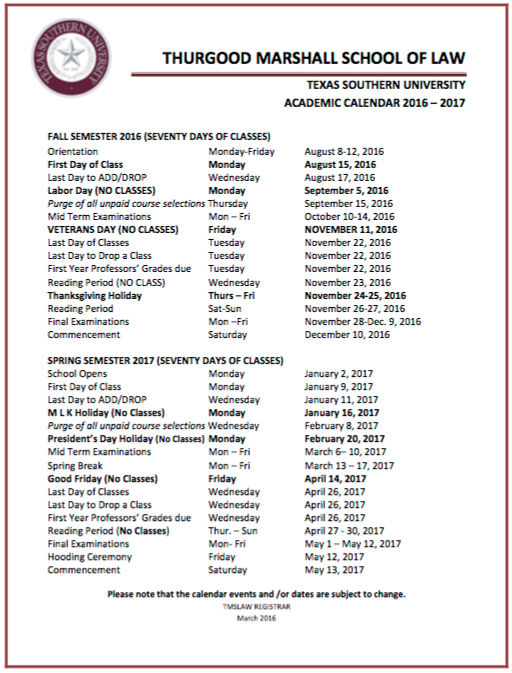 TEXAS SOUTHERN UNIVERSITY
THURGOOD MARSHALL SCHOOL OF LAW
TEXAS SOUTHERN UNIVERSITY
ACADEMIC CALENDAR 2016 – 2017
FALL SEMESTER 2016 (SEVENTY DAYS OF CLASSES)
Orientation Monday-Friday August 8-12, 2016
First Day of Class Monday August 15, 2016
Last Day to ADD/DROP Wednesday August 17, 2016
Labor Day (NO CLASSES) Monday September 5, 2016
Purge of all unpaid course selections Thursday September 15, 2016
Mid Term Examinations Mon – Fri October 10-14, 2016
VETERANS DAY (NO CLASSES) Friday NOVEMBER 11, 2016
Last Day of Classes Tuesday November 22, 2016
Last Day to Drop a Class Tuesday November 22, 2016
First Year Professors' Grades due Tuesday November 22, 2016
Reading Period (NO CLASS) Wednesday November 23, 2016
Thanksgiving Holiday Thurs – Fri November 24-25, 2016
Reading Period Sat-Sun November 26-27, 2016
Final Examinations Mon –Fri November 28-Dec. 9, 2016
Commencement Saturday December 10, 2016
SPRING SEMESTER 2017 (SEVENTY DAYS OF CLASSES)
School Opens Monday January 2, 2017
First Day of Class Monday January 9, 2017
Last Day to ADD/DROP Wednesday January 11, 2017
M L K Holiday (No Classes) Monday January 16, 2017
Purge of all unpaid course selections Wednesday February 8, 2017
President's Day Holiday (No Classes) Monday February 20, 2017
Mid Term Examinations Mon – Fri March 6– 10, 2017
Spring Break Mon – Fri March 13 – 17, 2017
Good Friday (No Classes) Friday April 14, 2017
Last Day of Classes Wednesday April 26, 2017
Last Day to Drop a Class Wednesday April 26, 2017
First Year Professors' Grades due Wednesday April 26, 2017
Reading Period (No Classes) Thur. – Sun April 27 - 30, 2017
Final Examinations Mon- Fri May 1 – May 12, 2017
Hooding Ceremony Friday May 12, 2017
Commencement Saturday May 13, 2017
Please note that the calendar events and /or dates are subject to change.
TMSLAW REGISTRAR
March 2016